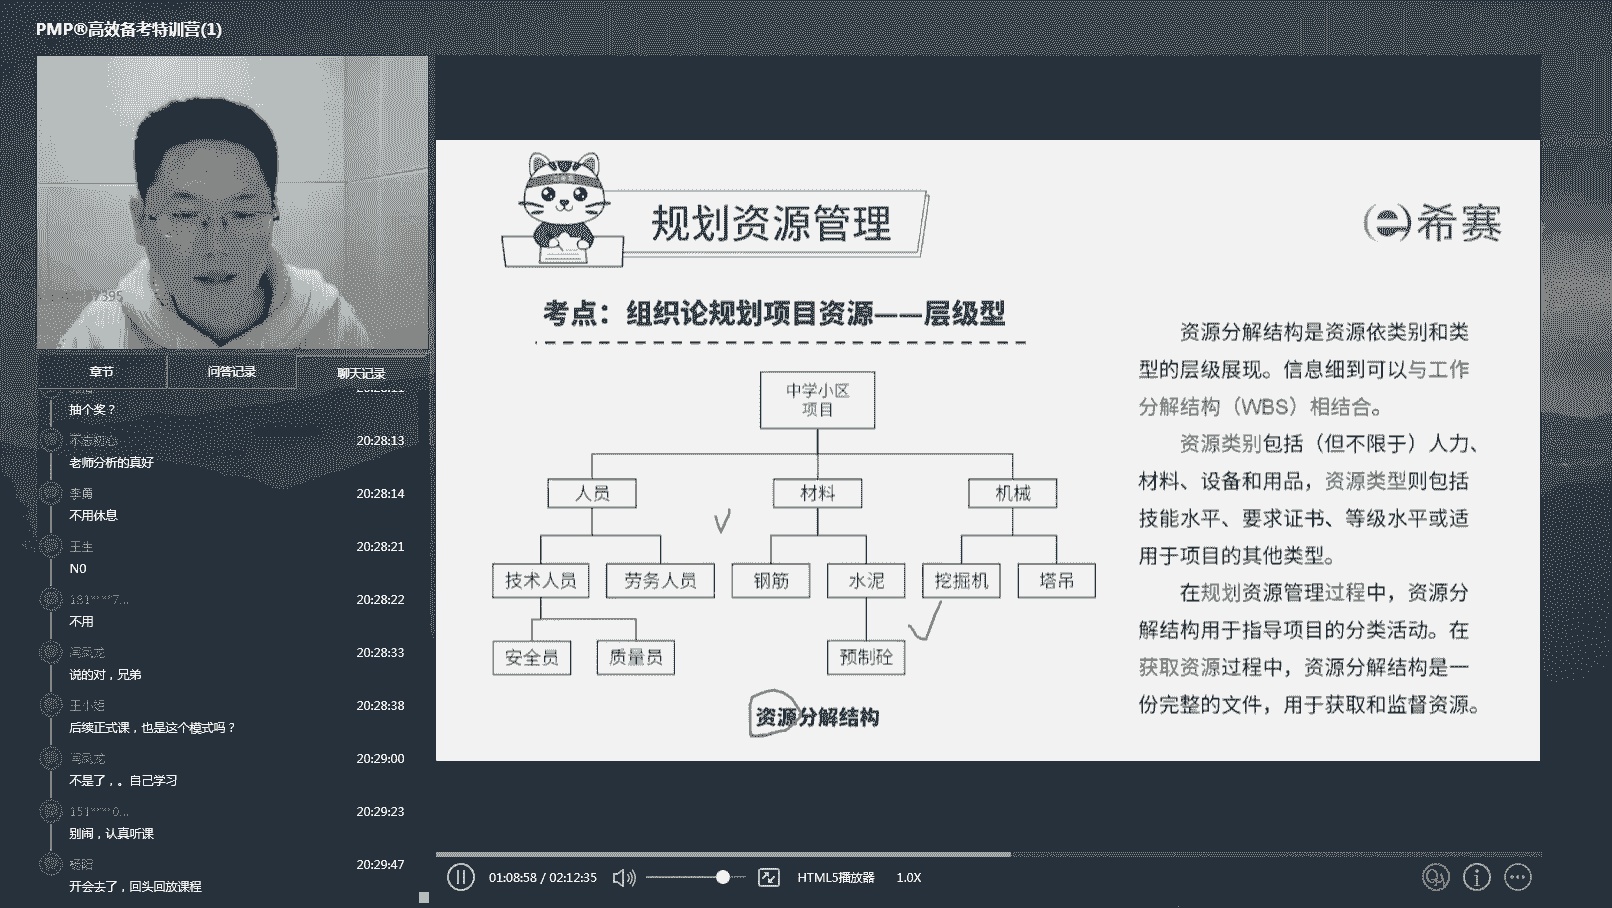 PMP®高效备考特训营(1)
章节
问答记录
聊天记录
抽个奖？
不忘初心
20:28:13
老师分析的真好
李勇
20:28:14
不用休息
王生
20:28:21
NO
181****7...
20:28:22
不用
冯凤龙
20:28:33
说的对，兄弟
20:28:38
后续正式课，也是这个模式吗？
冯凤龙
20:29:00
不是了，。自己学习
151****0...
20:29:23
别闹，认真听课
杨阳
20:29:47
开会去了，回头回放课程
规划资源管理
希赛
考点：组织论规划项目资源——层级型
中学小区
项目
人员
材料
机械
技术人员
劳务人员
钢筋
水泥
挖掘机
塔吊
安全员
质量员
预制砼
资源分解结构
资源分解结构是资源依类别和类
型的层级展现。信息细到可以与工作
分解结构（WBS）相结合。
资源类别包括（但不限于）人力、
材料、设备和用品，资源类型则包括
技能水平、要求证书、等级水平或适
用于项目的其他类型。
在规划资源管理过程中，资源分
解结构用于指导项目的分类活动。在
获取资源过程中，资源分解结构是一
份完整的文件，用于获取和监督资源。
01:08:58 / 02:12:35
HTML5播放器
1.0X